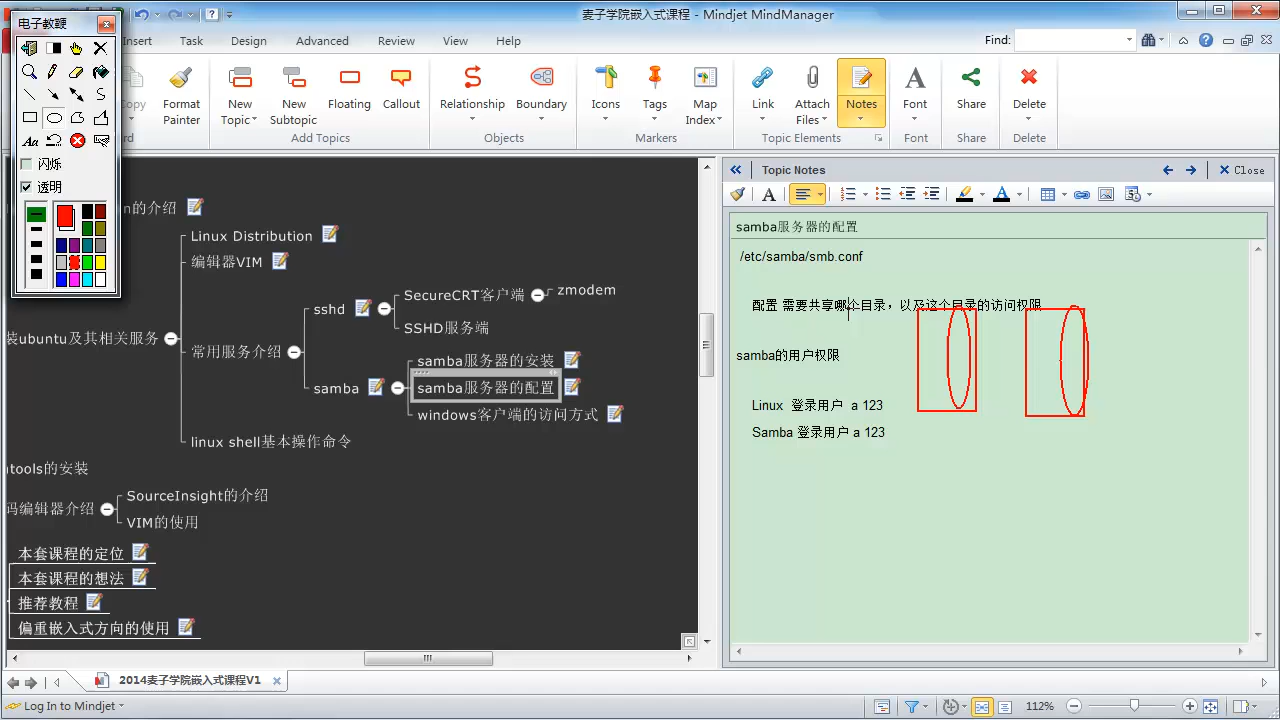 电子教鞭
麦子学院嵌入式课程 - Mindjet MindManager
Insert Task Design Advanced Review View Help
Find:
Copy
Format Painter
New Topic
New Subtopic
Floating
Callout
Relationship
Boundary
Icons
Tags
Map Index
Link
Attach Files
Notes
Font
Share
Delete
Add Topics
Objects
Markers
Topic Elements
Font
Share
Delete
闪烁
透明
n的介绍
Linux Distribution
编辑器VIM
sshd
SecureCRT客户端
zmodem
SSHD服务端
装ubuntu及其相关服务
常用服务介绍
samba服务器的安装
samba
samba服务器的配置
windows客户端的访问方式
linux shell基本操作命令
tools的安装
码编辑器介绍
SourceInsight的介绍
VIM的使用
本套课程的定位
本套课程的想法
推荐教程
偏重嵌入式方向的使用
Topic Notes
Close
samba服务器的配置
/etc/samba/smb.conf
配置 需要共享哪个目录，以及这个目录的访问权限
samba的用户权限
Linux 登录用户 a 123
Samba 登录用户 a 123
2014麦子学院嵌入式课程V1
Log In to Mindjet
112%